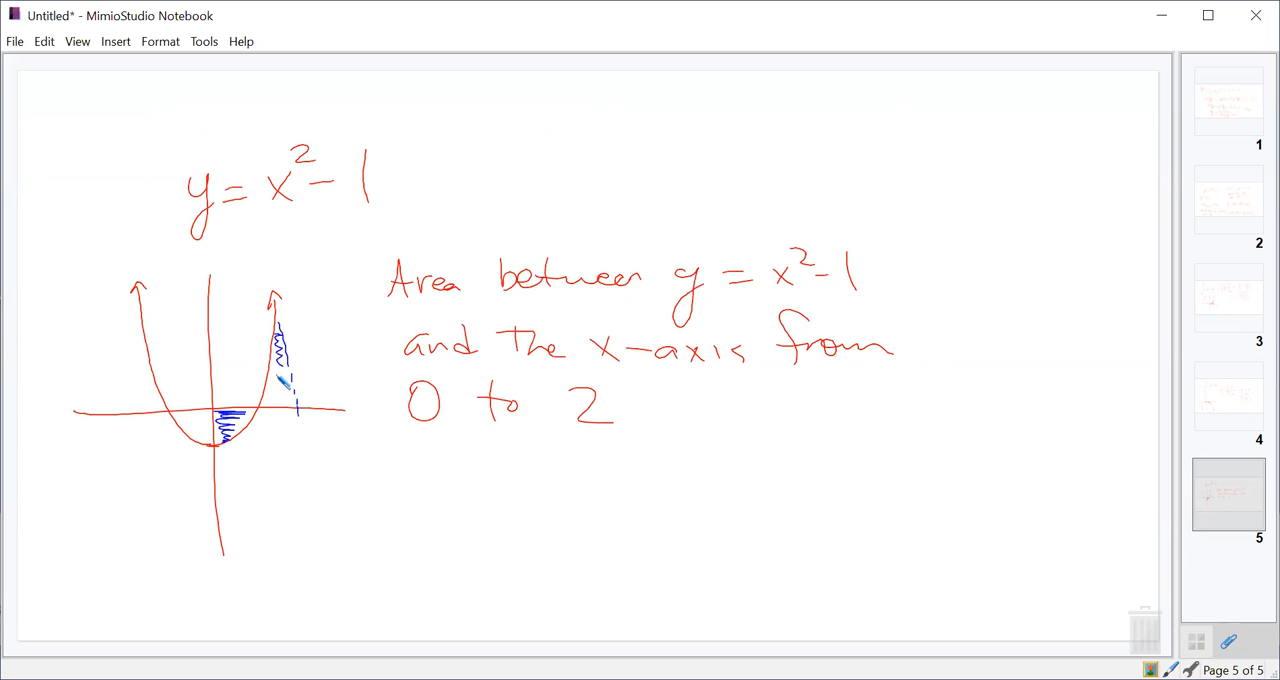 Untitled* - MimioStudio Notebook
File Edit View Insert Format Tools Help
y = x² - 1
Area between y = x² - 1
and the x-axis from
0 to 2
1
2
3
4
5
Page 5 of 5